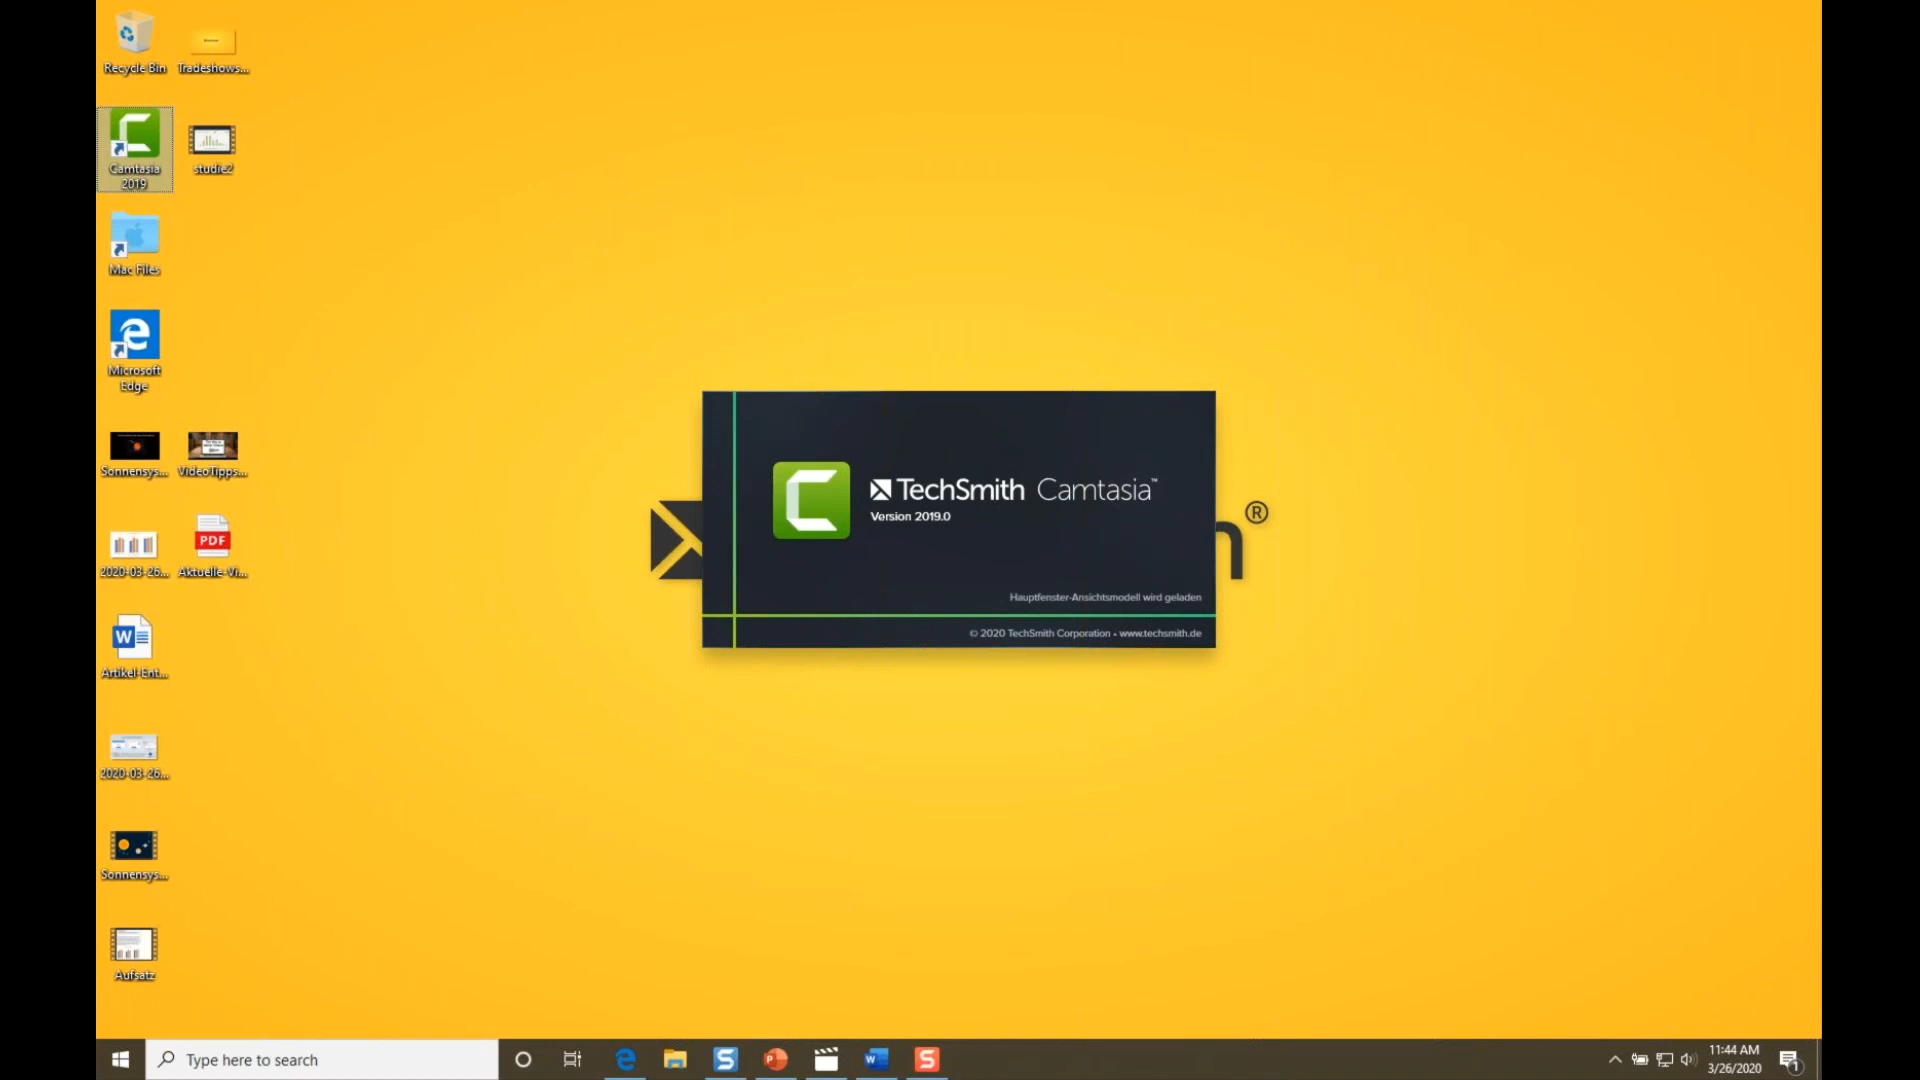 Recycle Bin
Tradeshows...
Camtasia
2019
studie2
Mac Files
Microsoft
Edge
Sonnensys...
VideoTipps...
2020-03-26...
PDF
Aktuelle-Vi...
Artikel-Ent...
2020-03-26...
Sonnensys...
Aufsatz
TechSmith Camtasia™
Version 2019.0
Hauptfenster-Ansichtsmodell wird geladen
© 2020 TechSmith Corporation • www.techsmith.de
n®
Type here to search
11:44 AM
3/26/2020
1